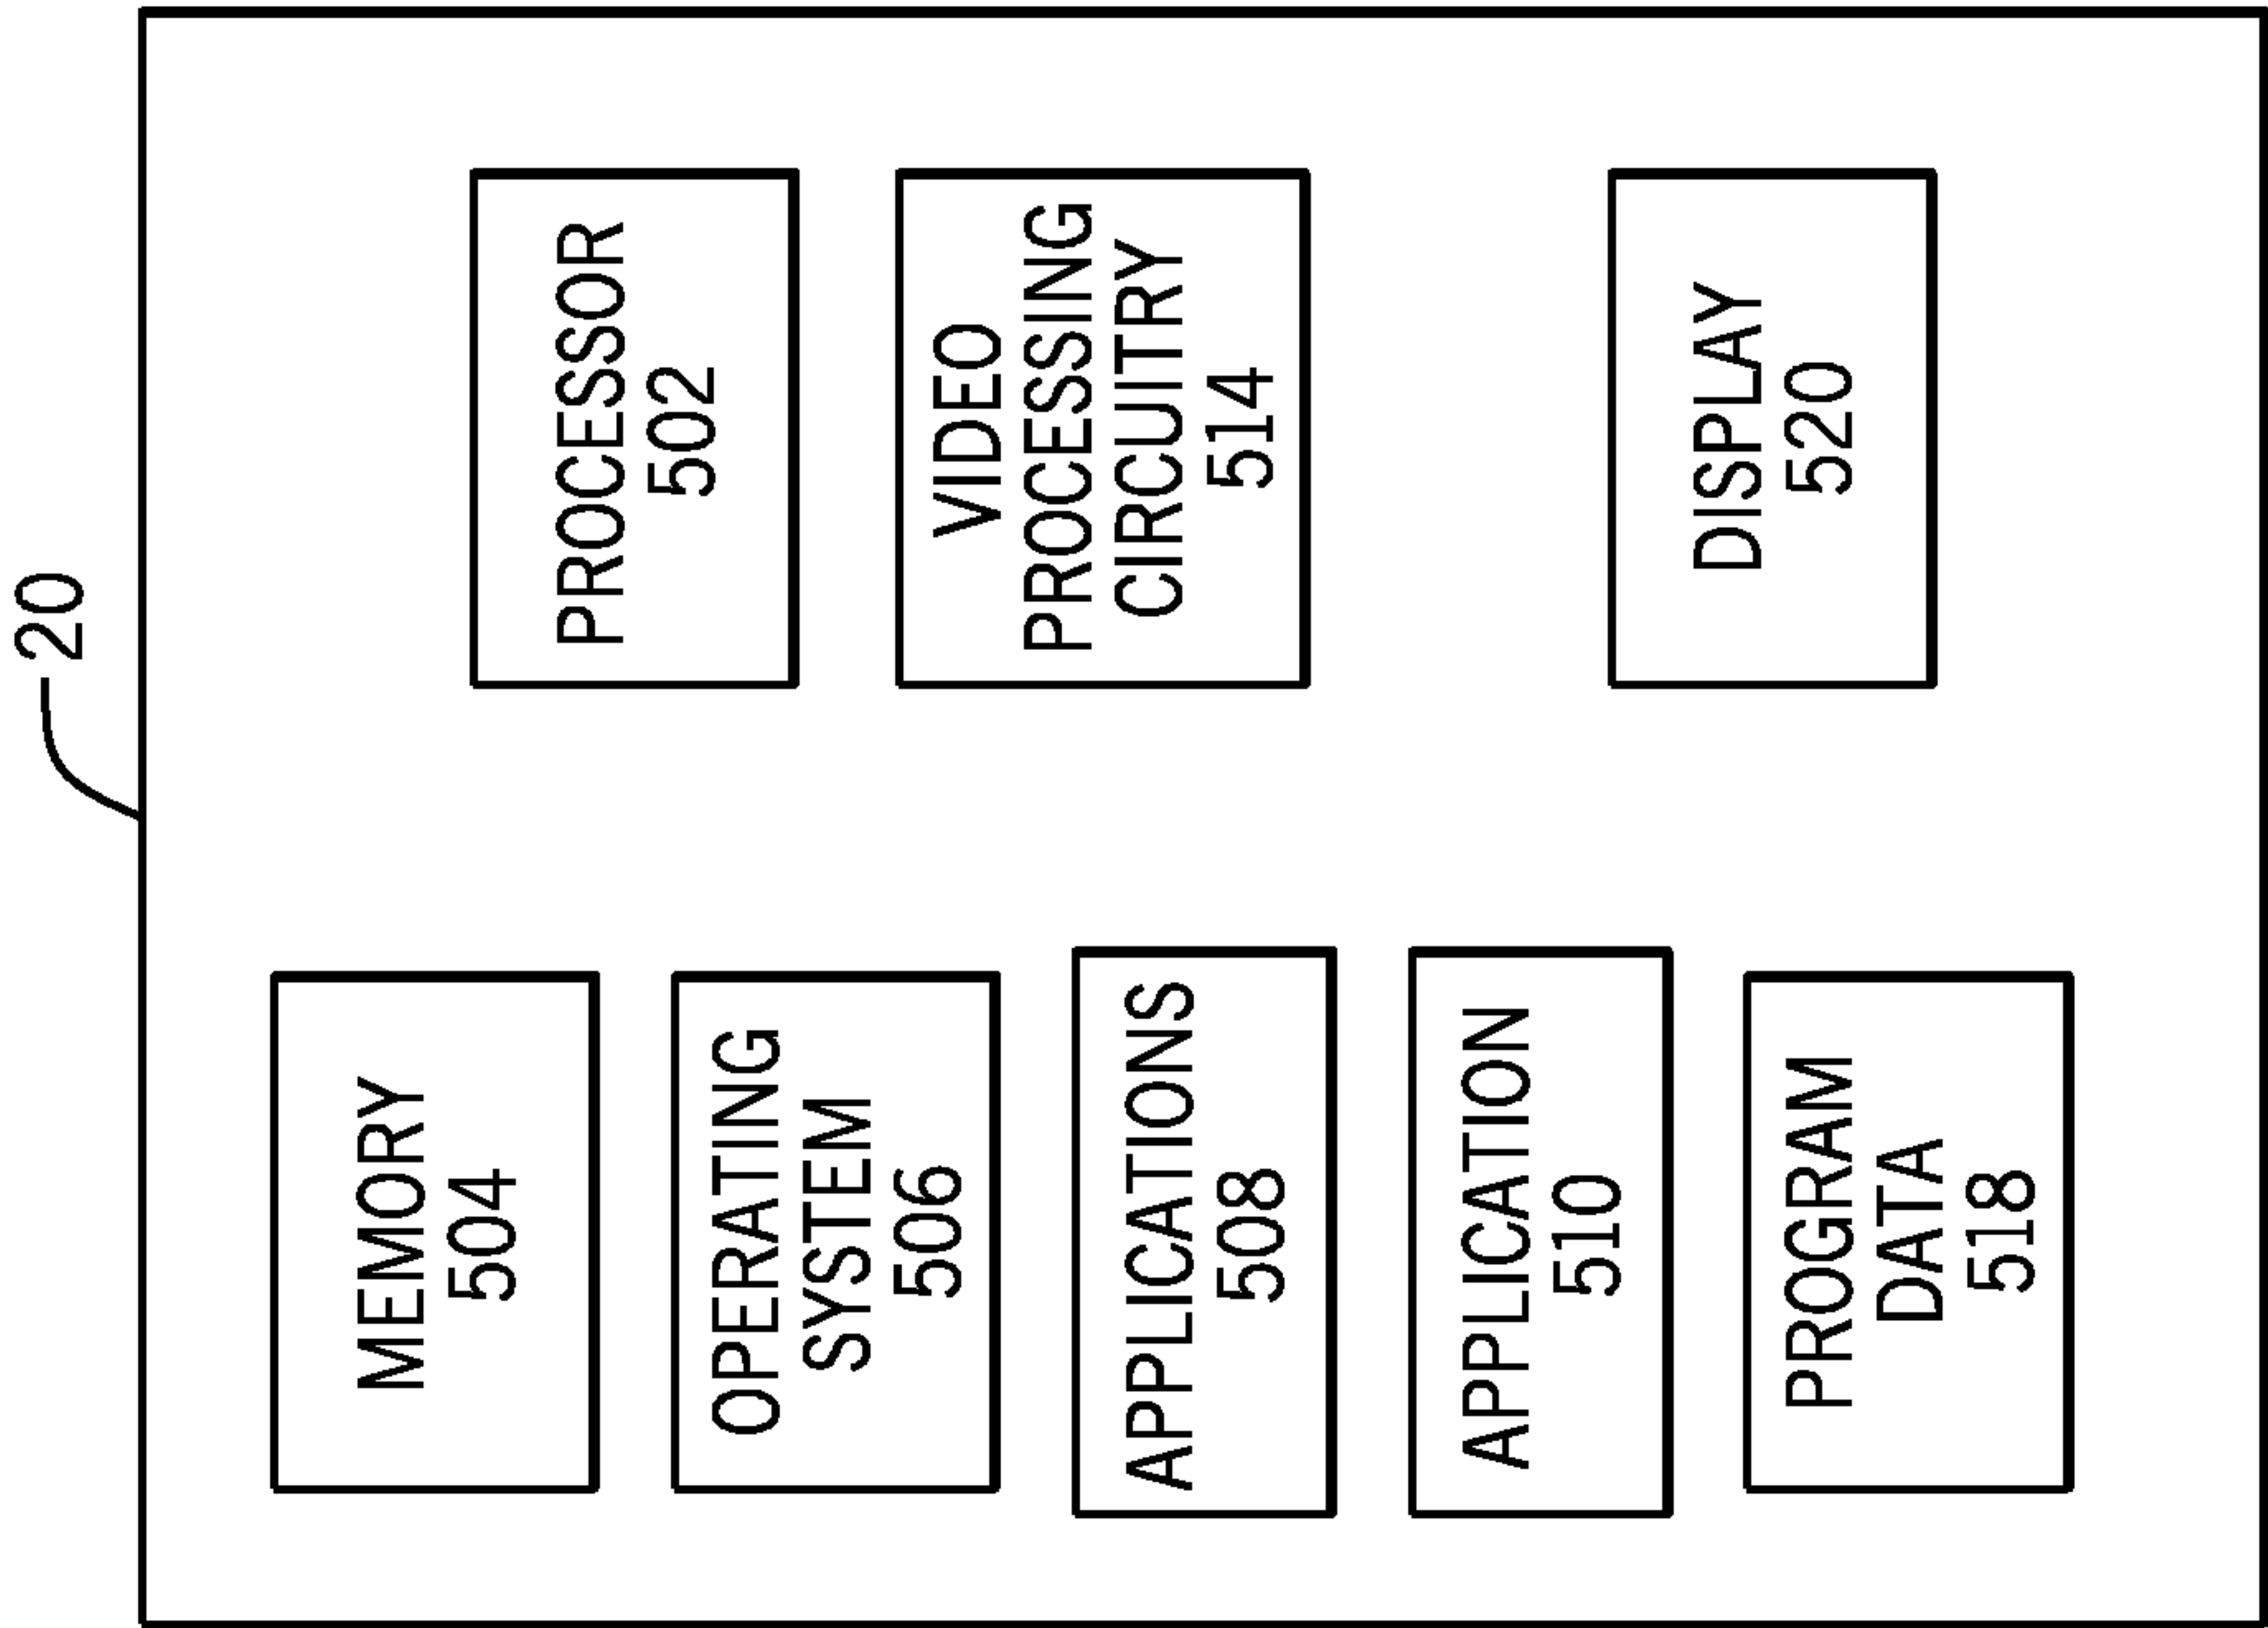 20
MEMORY
504
OPERATING
SYSTEM
506
APPLICATIONS
508
APPLICATION
510
PROGRAM
DATA
518
PROCESSOR
502
VIDEO
PROCESSING
CIRCUITRY
514
DISPLAY
520